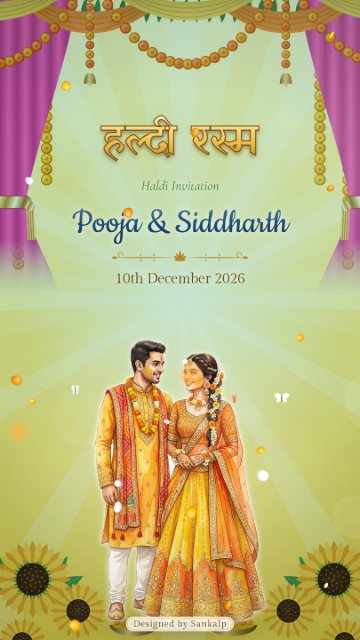 हल्दी रस्म
Haldi Invitation
Pooja & Siddharth
10th December 2026
Designed by Sankalp